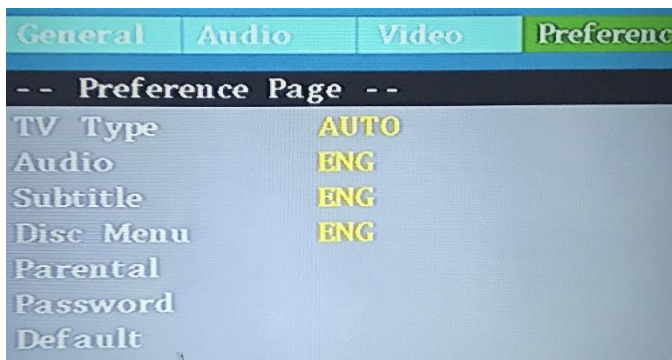 General Audio Video Preferenc
-- Preference Page --
TV Type AUTO
Audio ENG
Subtitle ENG
Disc Menu ENG
Parental
Password
Default